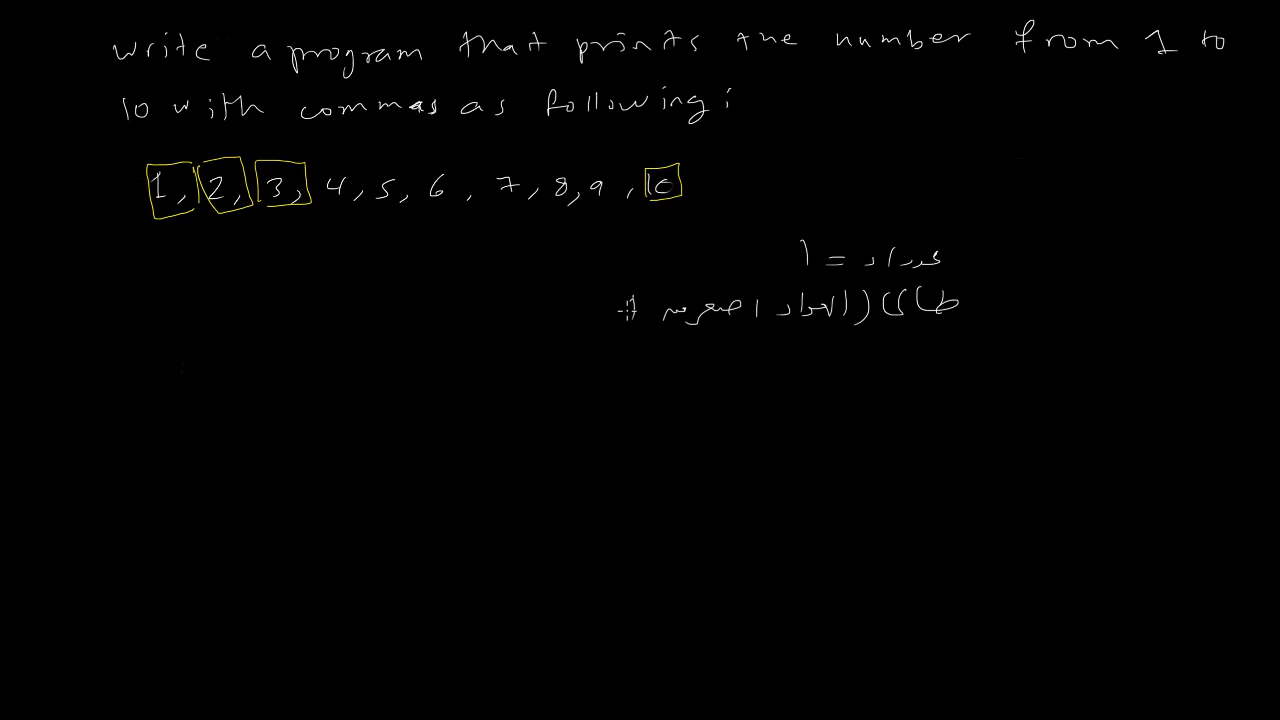 write a program that prints the number from 1 to
10 with commas as following:
1, 2, 3, 4, 5, 6, 7, 8, 9, 10
عداد = ١
طالما (العداد اصغر من